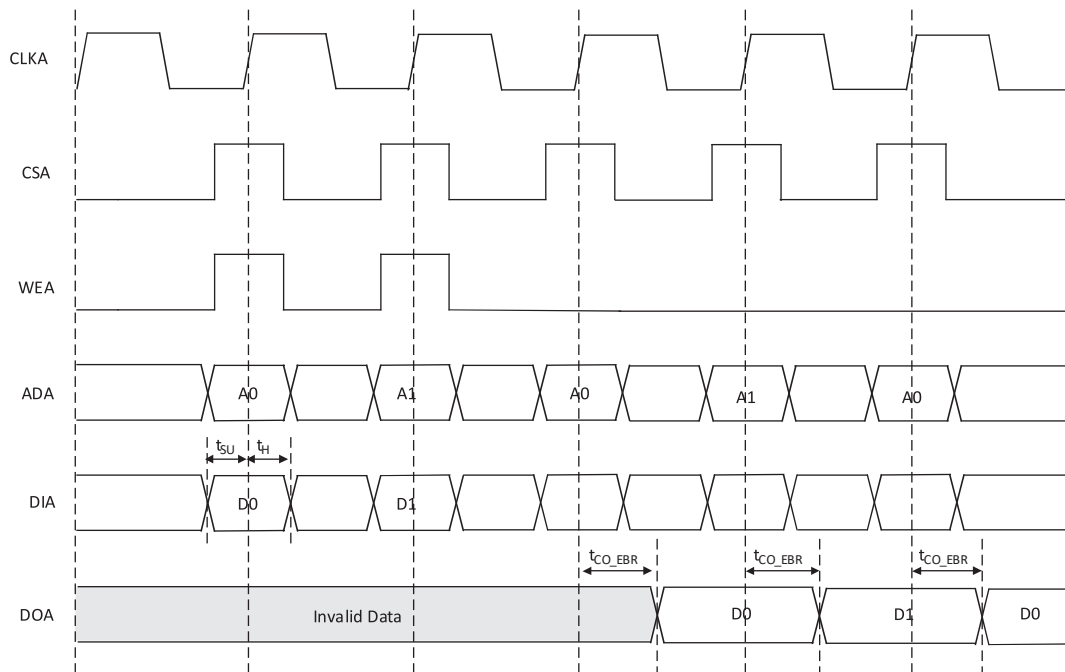 CLKA
CSA
WEA
ADA A0 A1 A0 A1 A0
tSU tH
DIA D0 D1
tCO_EBR tCO_EBR tCO_EBR
DOA Invalid Data D0 D1 D0